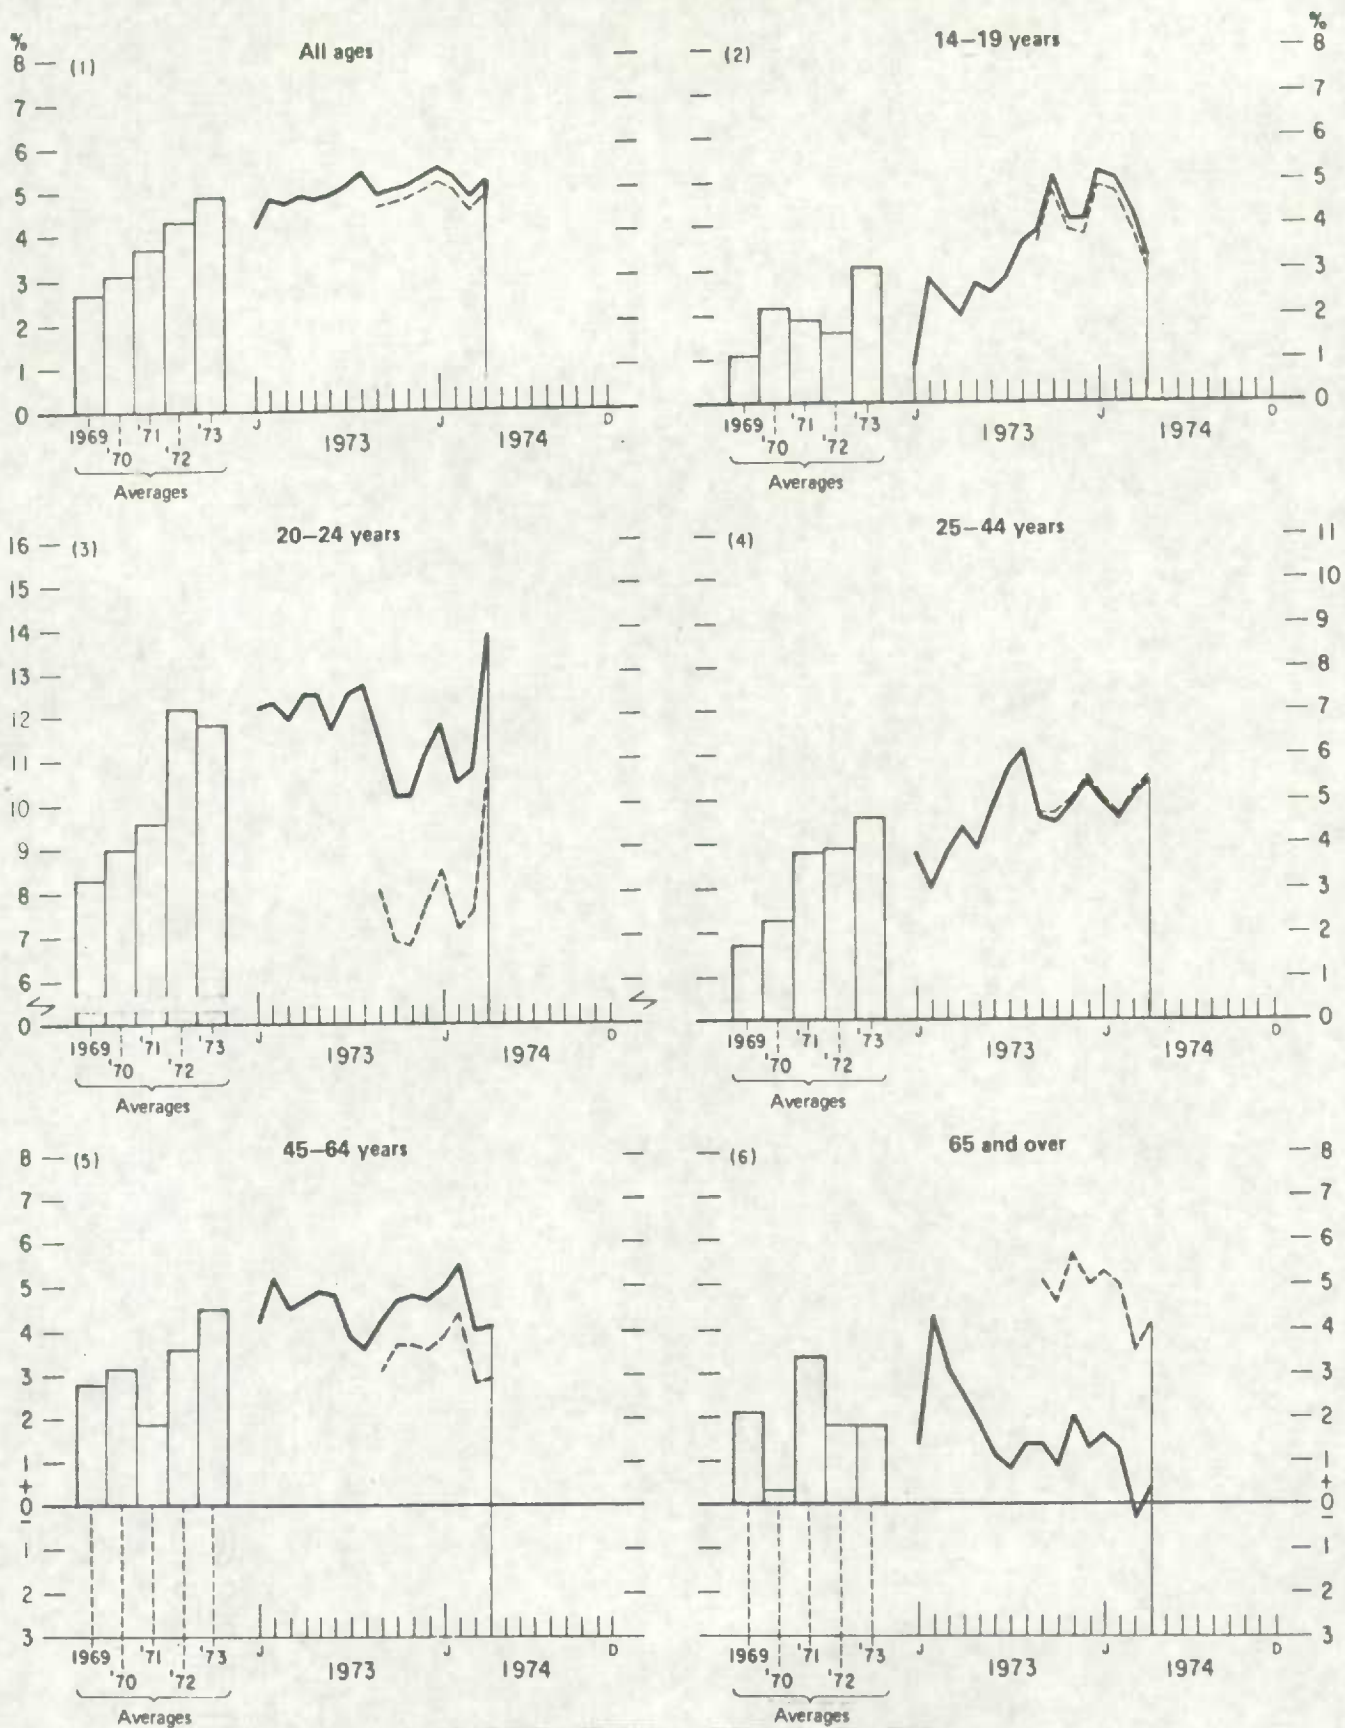 %
8 (1) All ages
7
6
5
4
3
2
1
0
1969 '70 '71 '72 '73
J 1973 J 1974 D
Averages
(2) 14–19 years
%
8
7
6
5
4
3
2
1
0
1969 '70 '71 '72 '73
J 1973 J 1974 D
Averages
16 (3) 20–24 years
15
14
13
12
11
10
9
8
7
6
0
1969 '70 '71 '72 '73
J 1973 J 1974 D
Averages
(4) 25–44 years
11
10
9
8
7
6
5
4
3
2
1
0
1969 '70 '71 '72 '73
J 1973 J 1974 D
Averages
8 (5) 45–64 years
7
6
5
4
3
2
1
+
0
–
1
2
3
1969 '70 '71 '72 '73
J 1973 J 1974 D
Averages
(6) 65 and over
8
7
6
5
4
3
2
1
+
0
–
1
2
3
1969 '70 '71 '72 '73
J 1973 J 1974 D
Averages